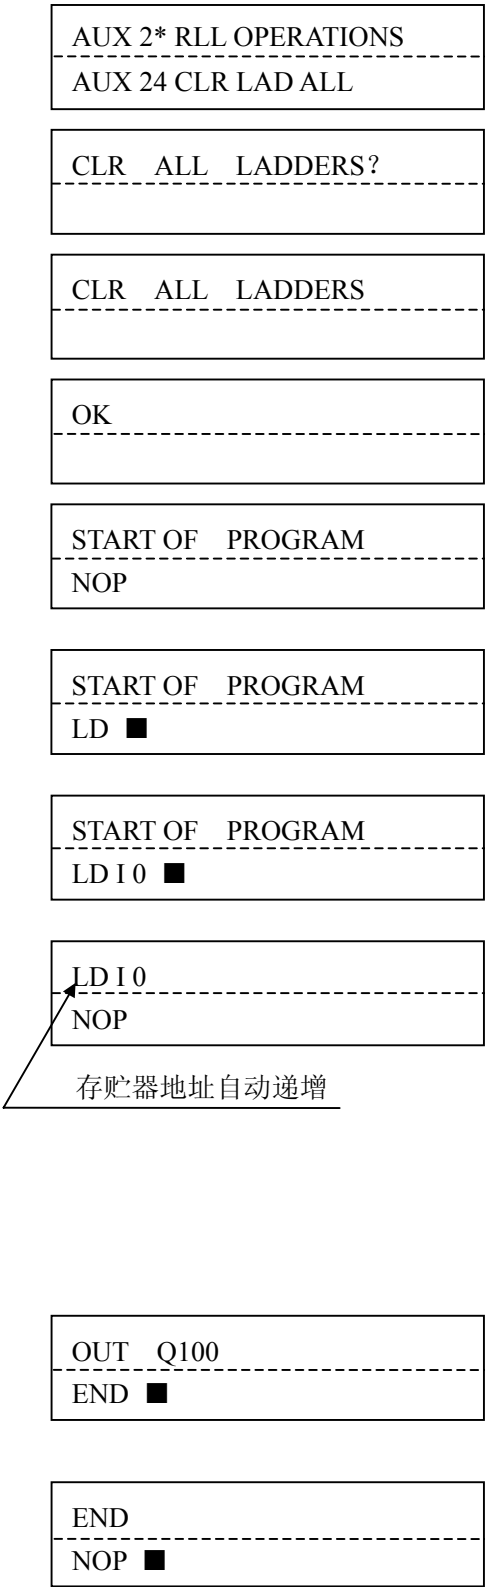 AUX 2* RLL OPERATIONS
AUX 24 CLR LAD ALL
CLR ALL LADDERS？
CLR ALL LADDERS
OK
START OF PROGRAM
NOP
START OF PROGRAM
LD ■
START OF PROGRAM
LD I 0 ■
LD I 0
NOP
存贮器地址自动递增
OUT Q100
END ■
END
NOP ■